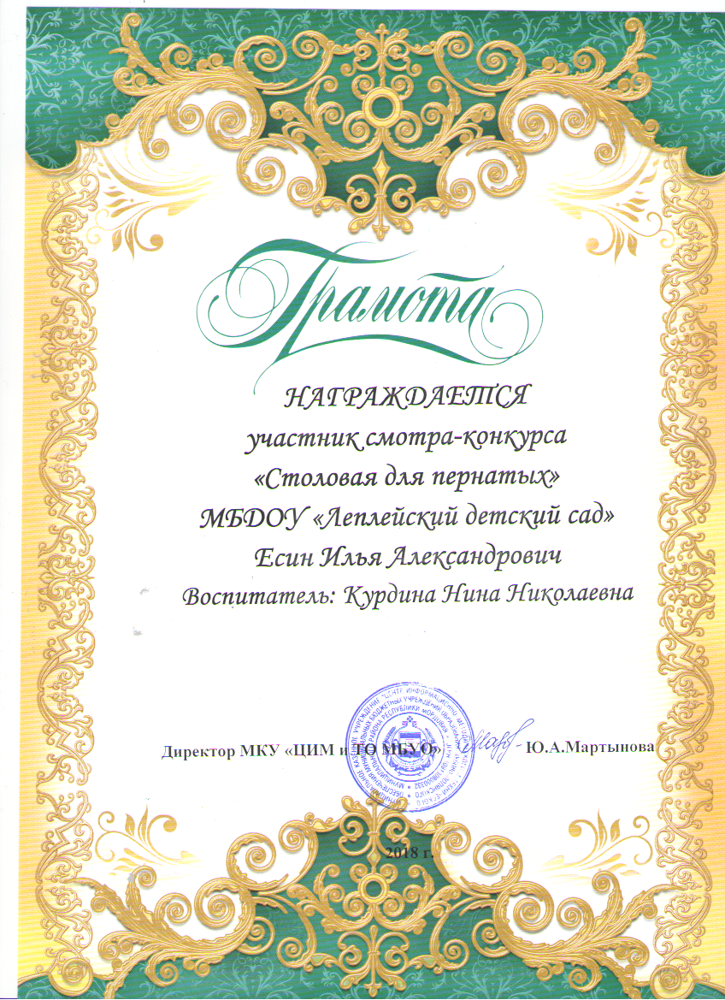 Грамота
НАГРАЖДАЕТСЯ
участник смотра-конкурса
«Столовая для пернатых»
МБДОУ «Леплейский детский сад»
Есин Илья Александрович
Воспитатель: Курдина Нина Николаевна
Директор МКУ «ЦИМ и ТО МБУО» Ю.А.Мартынова
2018 г.